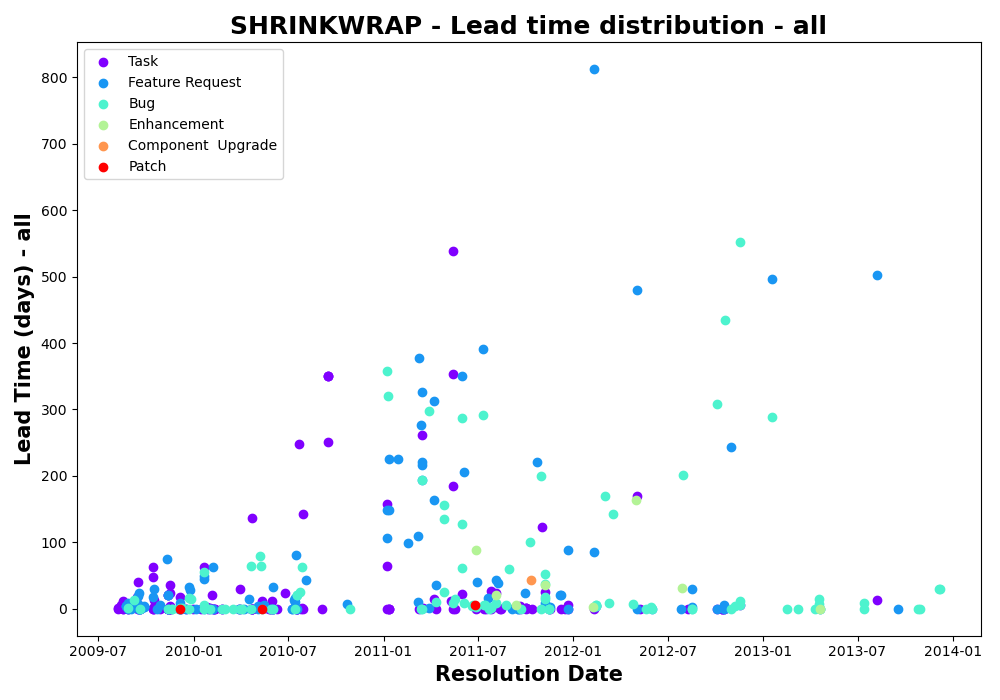 SHRINKWRAP - Lead time distribution - all
Task
Feature Request
Bug
Enhancement
Component  Upgrade
Patch
Lead Time (days) - all
800
700
600
500
400
300
200
100
0
2009-07 2010-01 2010-07 2011-01 2011-07 2012-01 2012-07 2013-01 2013-07 2014-01
Resolution Date